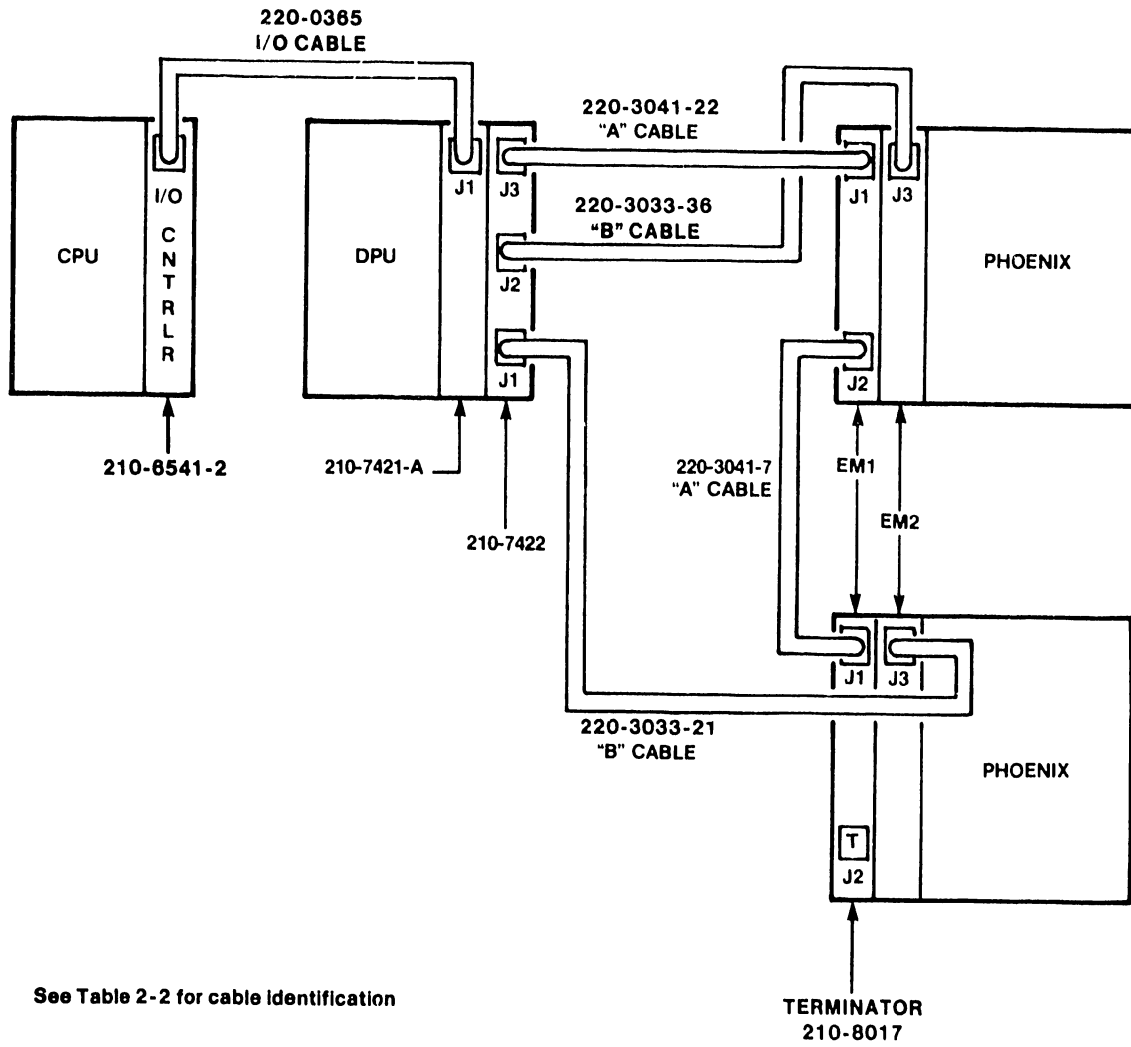 220-0365
I/O CABLE
220-3041-22
"A" CABLE
J1
J3
J1
J3
I/O
CNTRLR
220-3033-36
"B" CABLE
CPU
DPU
J2
PHOENIX
J1
J2
210-6541-2
210-7421-A
220-3041-7
"A" CABLE
EM1
EM2
210-7422
J1
J3
220-3033-21
"B" CABLE
PHOENIX
T
J2
See Table 2-2 for cable identification
TERMINATOR
210-8017